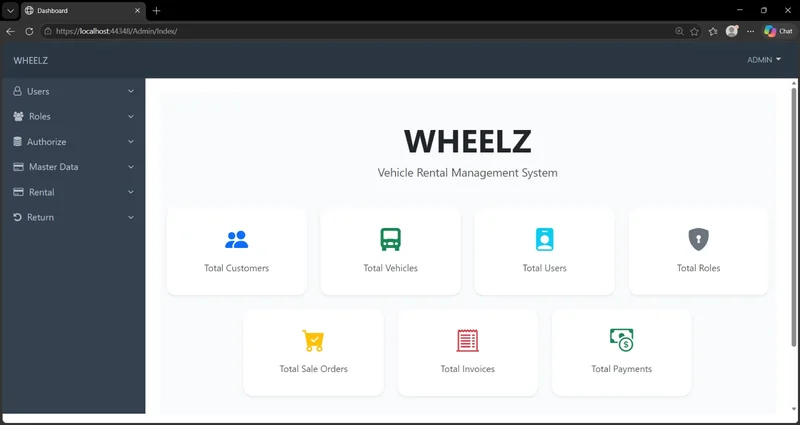 Dashboard
https://localhost:44348/Admin/Index/
Chat
WHEELZ
ADMIN
Users
Roles
Authorize
Master Data
Rental
Return
WHEELZ
Vehicle Rental Management System
Total Customers
Total Vehicles
Total Users
Total Roles
Total Sale Orders
Total Invoices
Total Payments